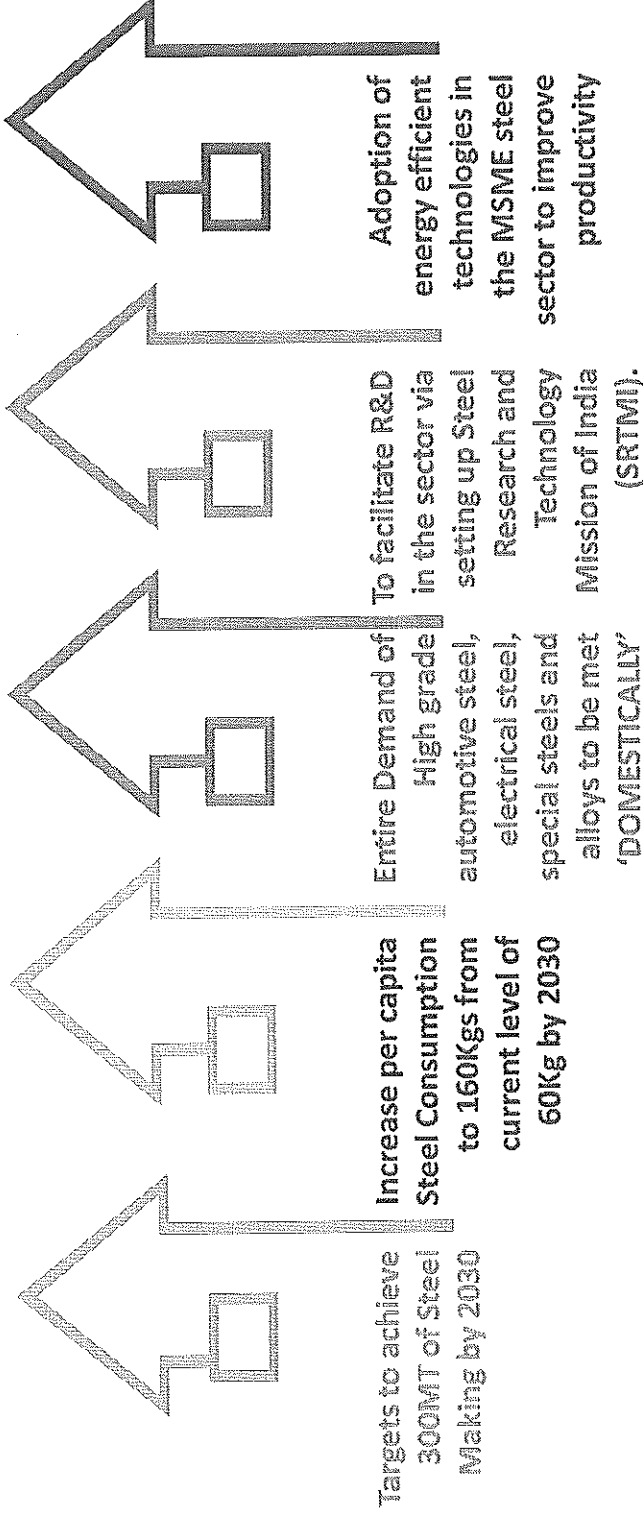 Targets to achieve
300MT of Steel
Making by 2030
Increase per capita
Steel Consumption
to 160Kgs from
current level of
60Kg by 2030
Entire Demand of
High grade
automotive steel,
electrical steel,
special steels and
alloys to be met
'DOMESTICALLY'
To facilitate R&D
in the sector via
setting up Steel
Research and
Technology
Mission of India
(SRTMI).
Adoption of
energy efficient
technologies in
the MSME steel
sector to improve
productivity